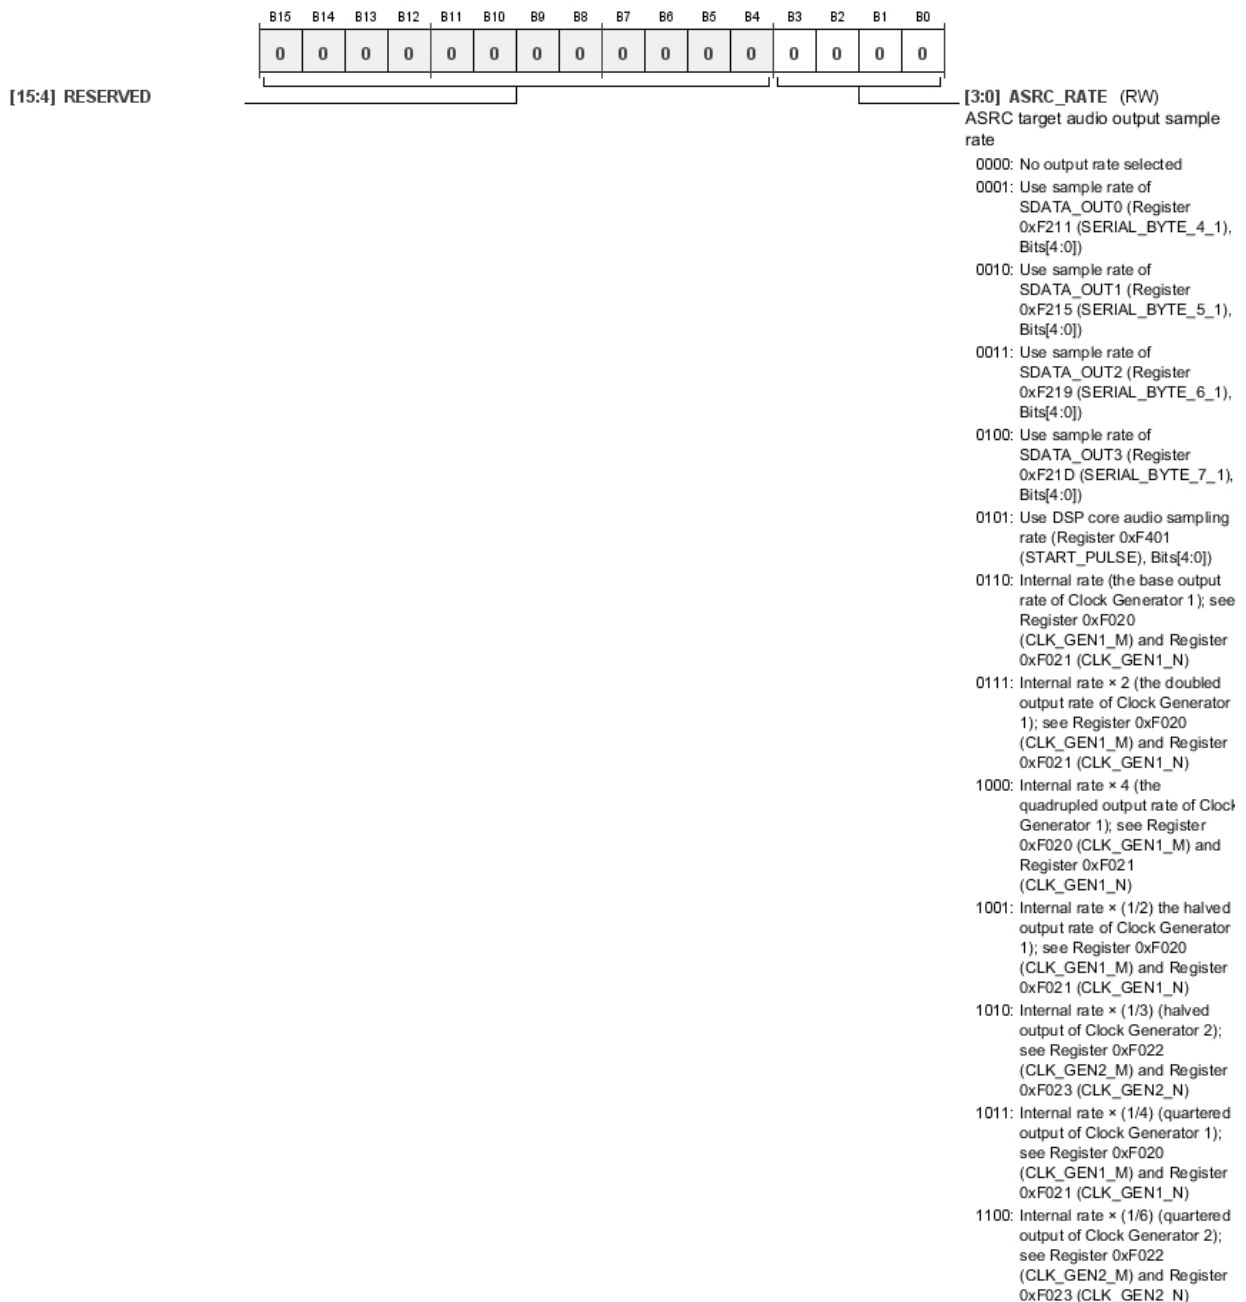 B15 B14 B13 B12 B11 B10 B9 B8 B7 B6 B5 B4 B3 B2 B1 B0
0 0 0 0 0 0 0 0 0 0 0 0 0 0 0 0
[15:4] RESERVED
[3:0] ASRC_RATE (RW)
ASRC target audio output sample
rate
0000: No output rate selected
0001: Use sample rate of
SDATA_OUT0 (Register
0xF211 (SERIAL_BYTE_4_1),
Bits[4:0])
0010: Use sample rate of
SDATA_OUT1 (Register
0xF215 (SERIAL_BYTE_5_1),
Bits[4:0])
0011: Use sample rate of
SDATA_OUT2 (Register
0xF219 (SERIAL_BYTE_6_1),
Bits[4:0])
0100: Use sample rate of
SDATA_OUT3 (Register
0xF21D (SERIAL_BYTE_7_1),
Bits[4:0])
0101: Use DSP core audio sampling
rate (Register 0xF401
(START_PULSE), Bits[4:0])
0110: Internal rate (the base output
rate of Clock Generator 1); see
Register 0xF020
(CLK_GEN1_M) and Register
0xF021 (CLK_GEN1_N)
0111: Internal rate × 2 (the doubled
output rate of Clock Generator
1); see Register 0xF020
(CLK_GEN1_M) and Register
0xF021 (CLK_GEN1_N)
1000: Internal rate × 4 (the
quadrupled output rate of Clock
Generator 1); see Register
0xF020 (CLK_GEN1_M) and
Register 0xF021
(CLK_GEN1_N)
1001: Internal rate × (1/2) the halved
output rate of Clock Generator
1); see Register 0xF020
(CLK_GEN1_M) and Register
0xF021 (CLK_GEN1_N)
1010: Internal rate × (1/3) (halved
output of Clock Generator 2);
see Register 0xF022
(CLK_GEN2_M) and Register
0xF023 (CLK_GEN2_N)
1011: Internal rate × (1/4) (quartered
output of Clock Generator 1);
see Register 0xF020
(CLK_GEN1_M) and Register
0xF021 (CLK_GEN1_N)
1100: Internal rate × (1/6) (quartered
output of Clock Generator 2);
see Register 0xF022
(CLK_GEN2_M) and Register
0xF023 (CLK_GEN2_N)